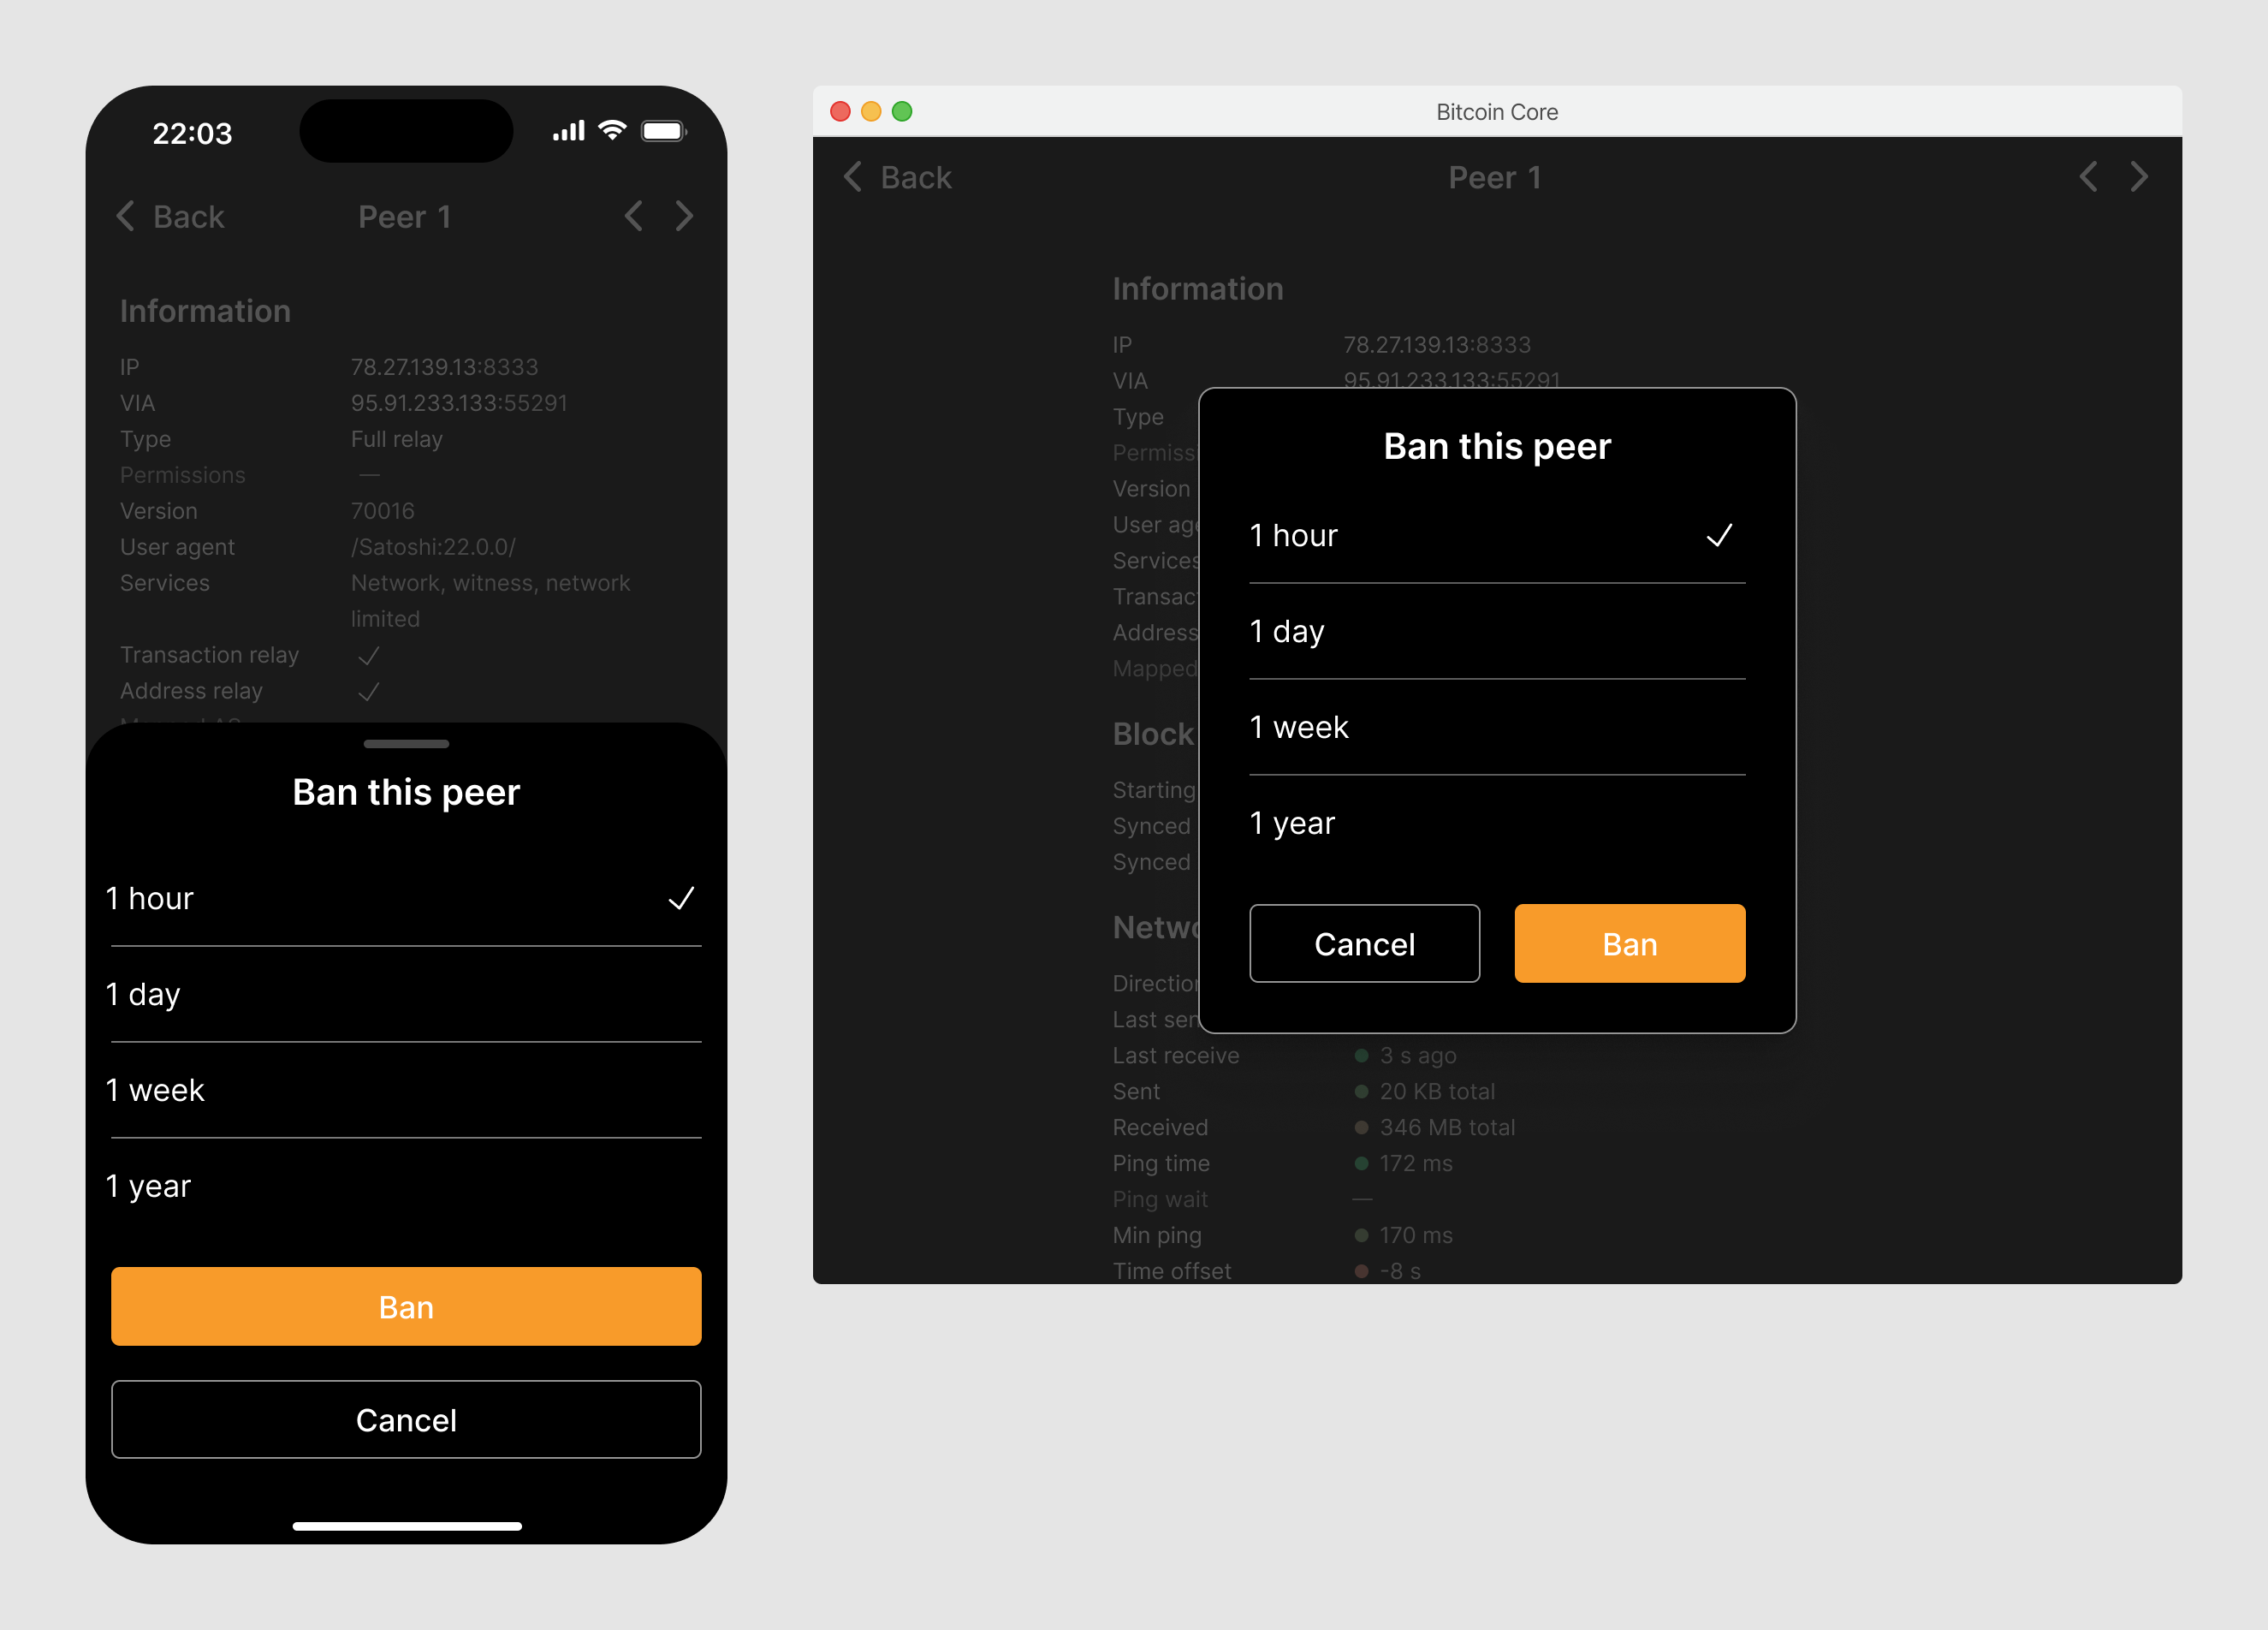 22:03
Back
Peer 1
Information
IP 78.27.139.13:8333
VIA 95.91.233.133:55291
Type Full relay
Permissions —
Version 70016
User agent /Satoshi:22.0.0/
Services Network, witness, network
limited
Transaction relay
Address relay
Ban this peer
1 hour
1 day
1 week
1 year
Ban
Cancel
Bitcoin Core
Back
Peer 1
Information
IP 78.27.139.13:8333
VIA 95.91.233.133:55291
Type
Permissi
Version
User age
Services
Transact
Address
Mapped
Block
Starting
Synced
Synced
Netwo
Direction
Last sen
Last receive 3 s ago
Sent 20 KB total
Received 346 MB total
Ping time 172 ms
Ping wait —
Min ping 170 ms
Time offset -8 s
Ban this peer
1 hour
1 day
1 week
1 year
Cancel
Ban